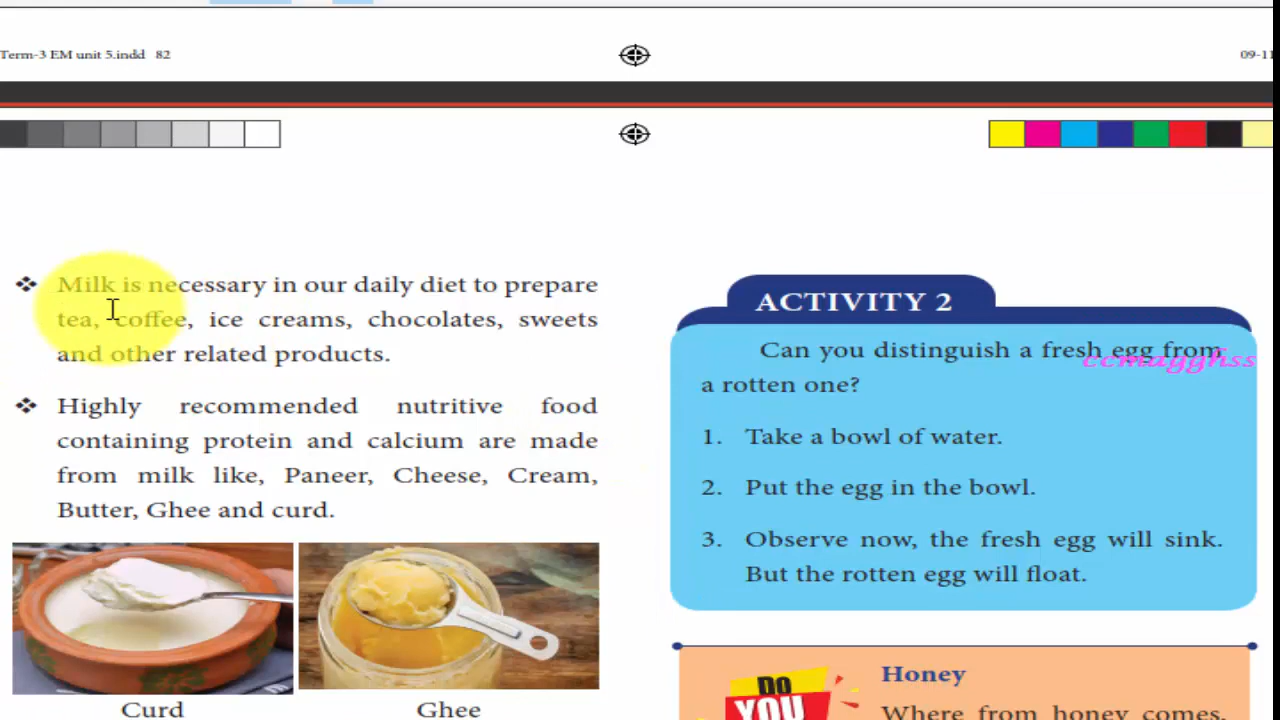 Term-3 EM unit 5.indd 82
09-11
❖ Milk is necessary in our daily diet to prepare
tea, coffee, ice creams, chocolates, sweets
and other related products.
❖ Highly recommended nutritive food
containing protein and calcium are made
from milk like, Paneer, Cheese, Cream,
Butter, Ghee and curd.
Curd
Ghee
ACTIVITY 2
Can you distinguish a fresh egg from
ccmagghss
a rotten one?
1. Take a bowl of water.
2. Put the egg in the bowl.
3. Observe now, the fresh egg will sink.
But the rotten egg will float.
DO
YOU
Honey
Where from honey comes,